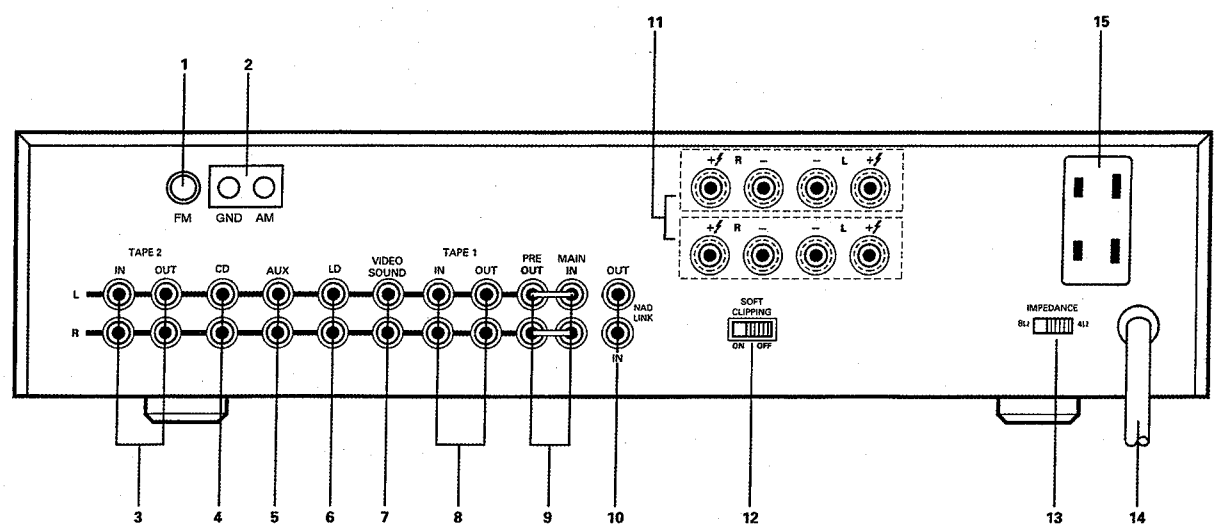 11 15
1 2
+ R − − L +
FM GND AM
+ R − − L +
TAPE 2 VIDEO SOUND TAPE 1 PRE OUT MAIN IN
IN OUT CD AUX LD IN OUT OUT
L
R
NAD LINK
IN
SOFT CLIPPING
ON OFF
IMPEDANCE
8Ω 4Ω
3 4 5 6 7 8 9 10 12 13 14